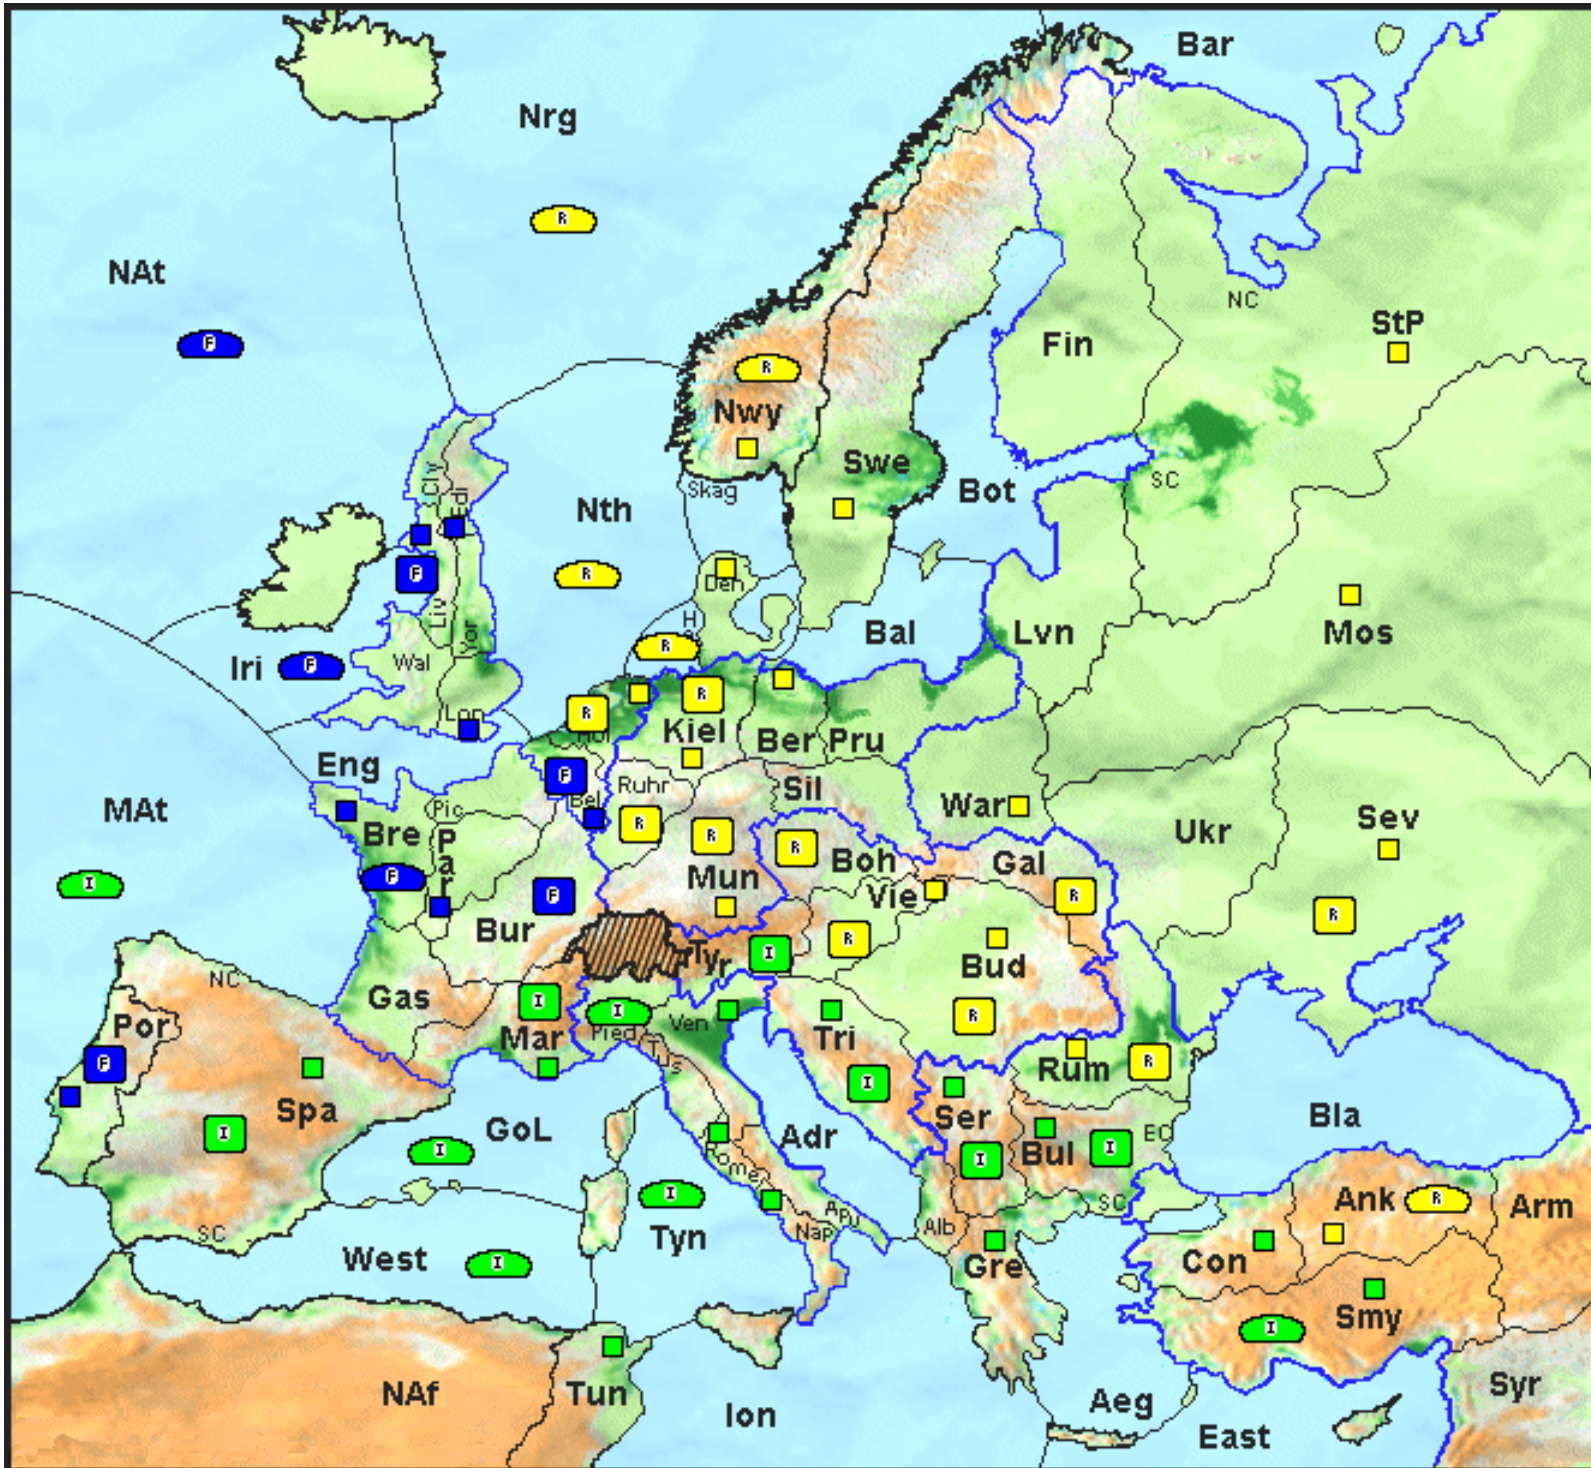 Bar
Nrg
NAt
R
F
NC
StP
Fin
R
Nwy
Swe
Cly
Edi
Skag
Bot
SC
Nth
R
F
Den
Liv
Yor
Bal
Lvn
Mos
Iri
F
Wal
R
R
Kiel
R
Lon
Hol
Ber
Pru
Eng
F
Ruhr
Sil
Bel
Pic
War
MAt
Bre
Par
R
R
R
Boh
Gal
Ukr
Sev
I
F
Mun
Vie
F
R
R
Bur
R
Tyr
I
Bud
NC
Gas
I
I
R
Por
Mar
Pied
Ven
Tri
Tus
F
Rum
R
Spa
I
Ser
Bla
I
GoL
Adr
Bul
I
EC
I
I
Rome
I
Ank
R
Arm
SC
Apu
Nap
Alb
SC
West
I
Tyn
Gre
Con
Smy
I
NAf
Tun
Ion
Aeg
East
Syr